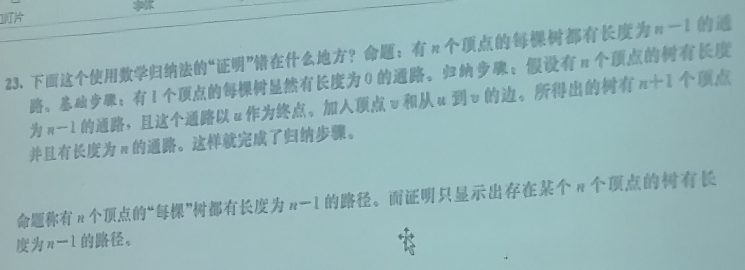 幻灯片
字体
23. 下面这个使用数学归纳法的“证明”错在什么地方？命题：有 n 个顶点的每棵树都有长度为 n－1 的通
路。基础步骤：有 1 个顶点的每棵树显然有长度为 0 的通路。归纳步骤：假设有 n 个顶点的树有长度
为 n－1 的通路，且这个通路以 u 作为终点。加入顶点 v 和从 u 到 v 的边。所得出的树有 n＋1 个顶点
并且有长度为 n 的通路。这样就完成了归纳步骤。
命题称有 n 个顶点的“每棵”树都有长度为 n－1 的路径。而证明只显示出存在某个 n 个顶点的树有长
度为 n－1 的路径。